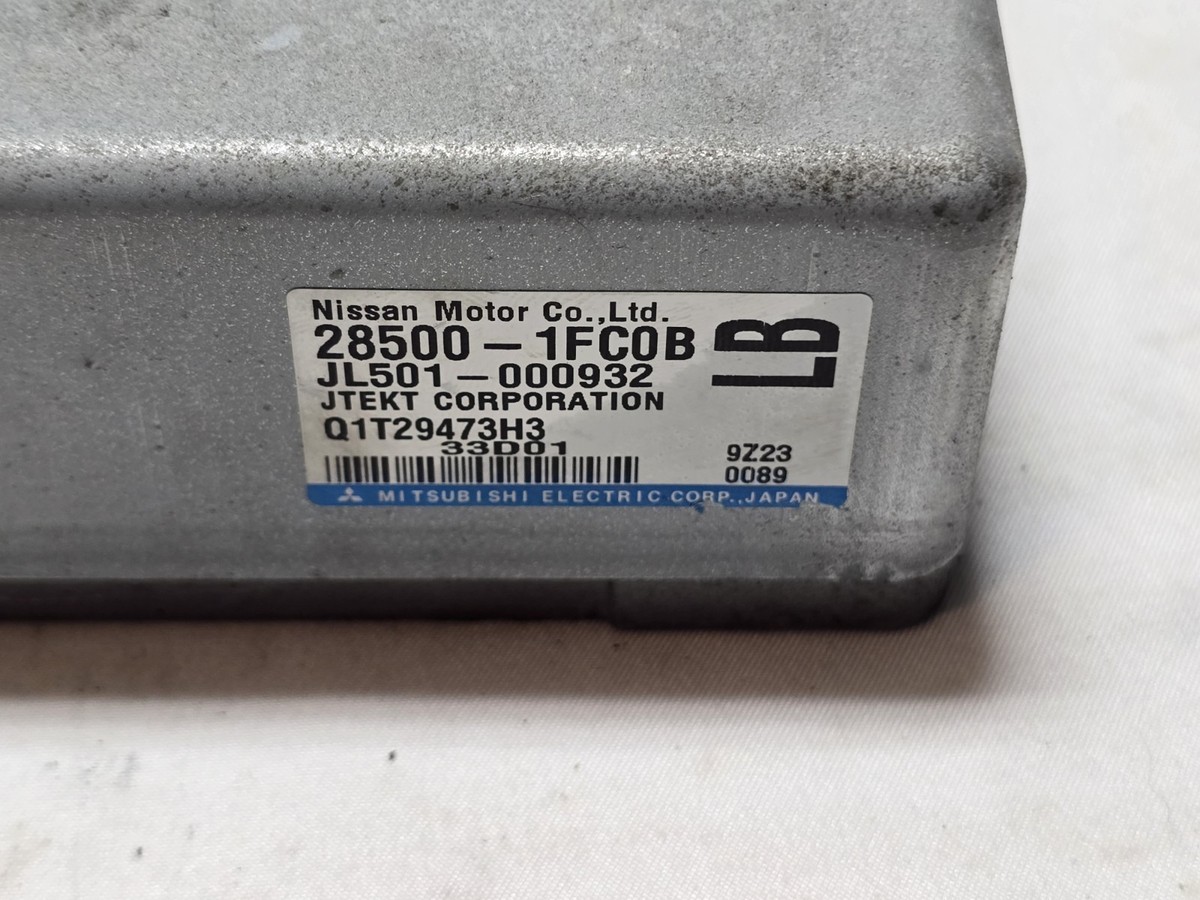 Nissan Motor Co.,Ltd.
28500-1FC0B
LB
JL501-000932
JTEKT CORPORATION
Q1T29473H3
33D01
9Z23
0089
MITSUBISHI ELECTRIC CORP.,JAPAN